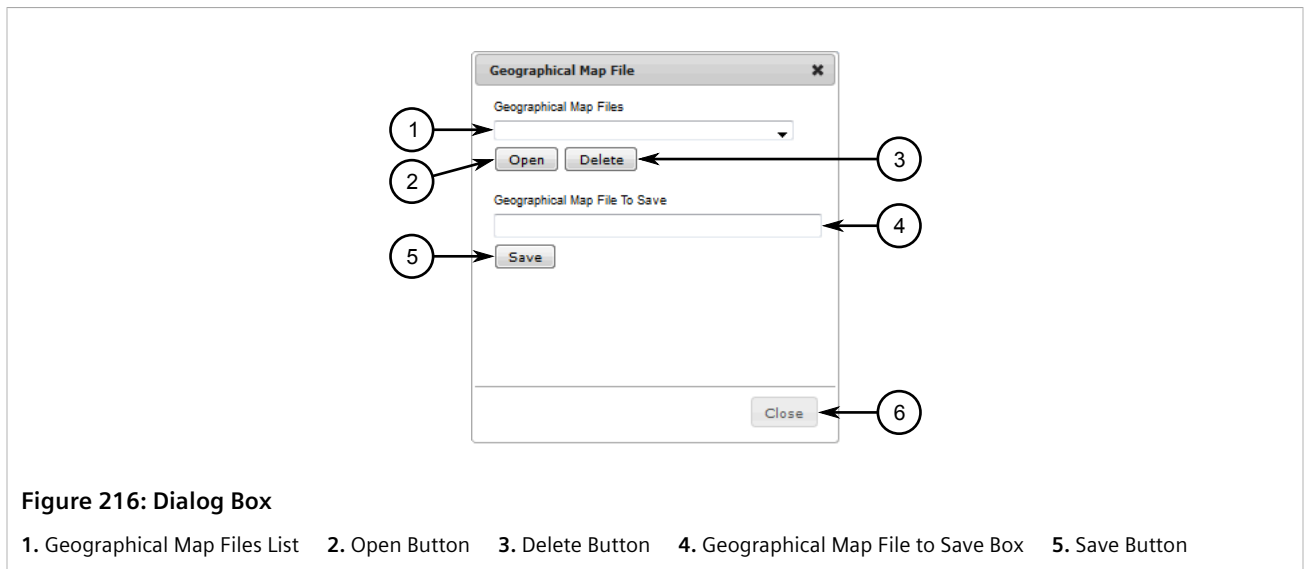 Geographical Map File
Geographical Map Files
1
Open Delete
3
2
Geographical Map File To Save
4
5
Save
Close
6
Figure 216: Dialog Box
1. Geographical Map Files List 2. Open Button 3. Delete Button 4. Geographical Map File to Save Box 5. Save Button